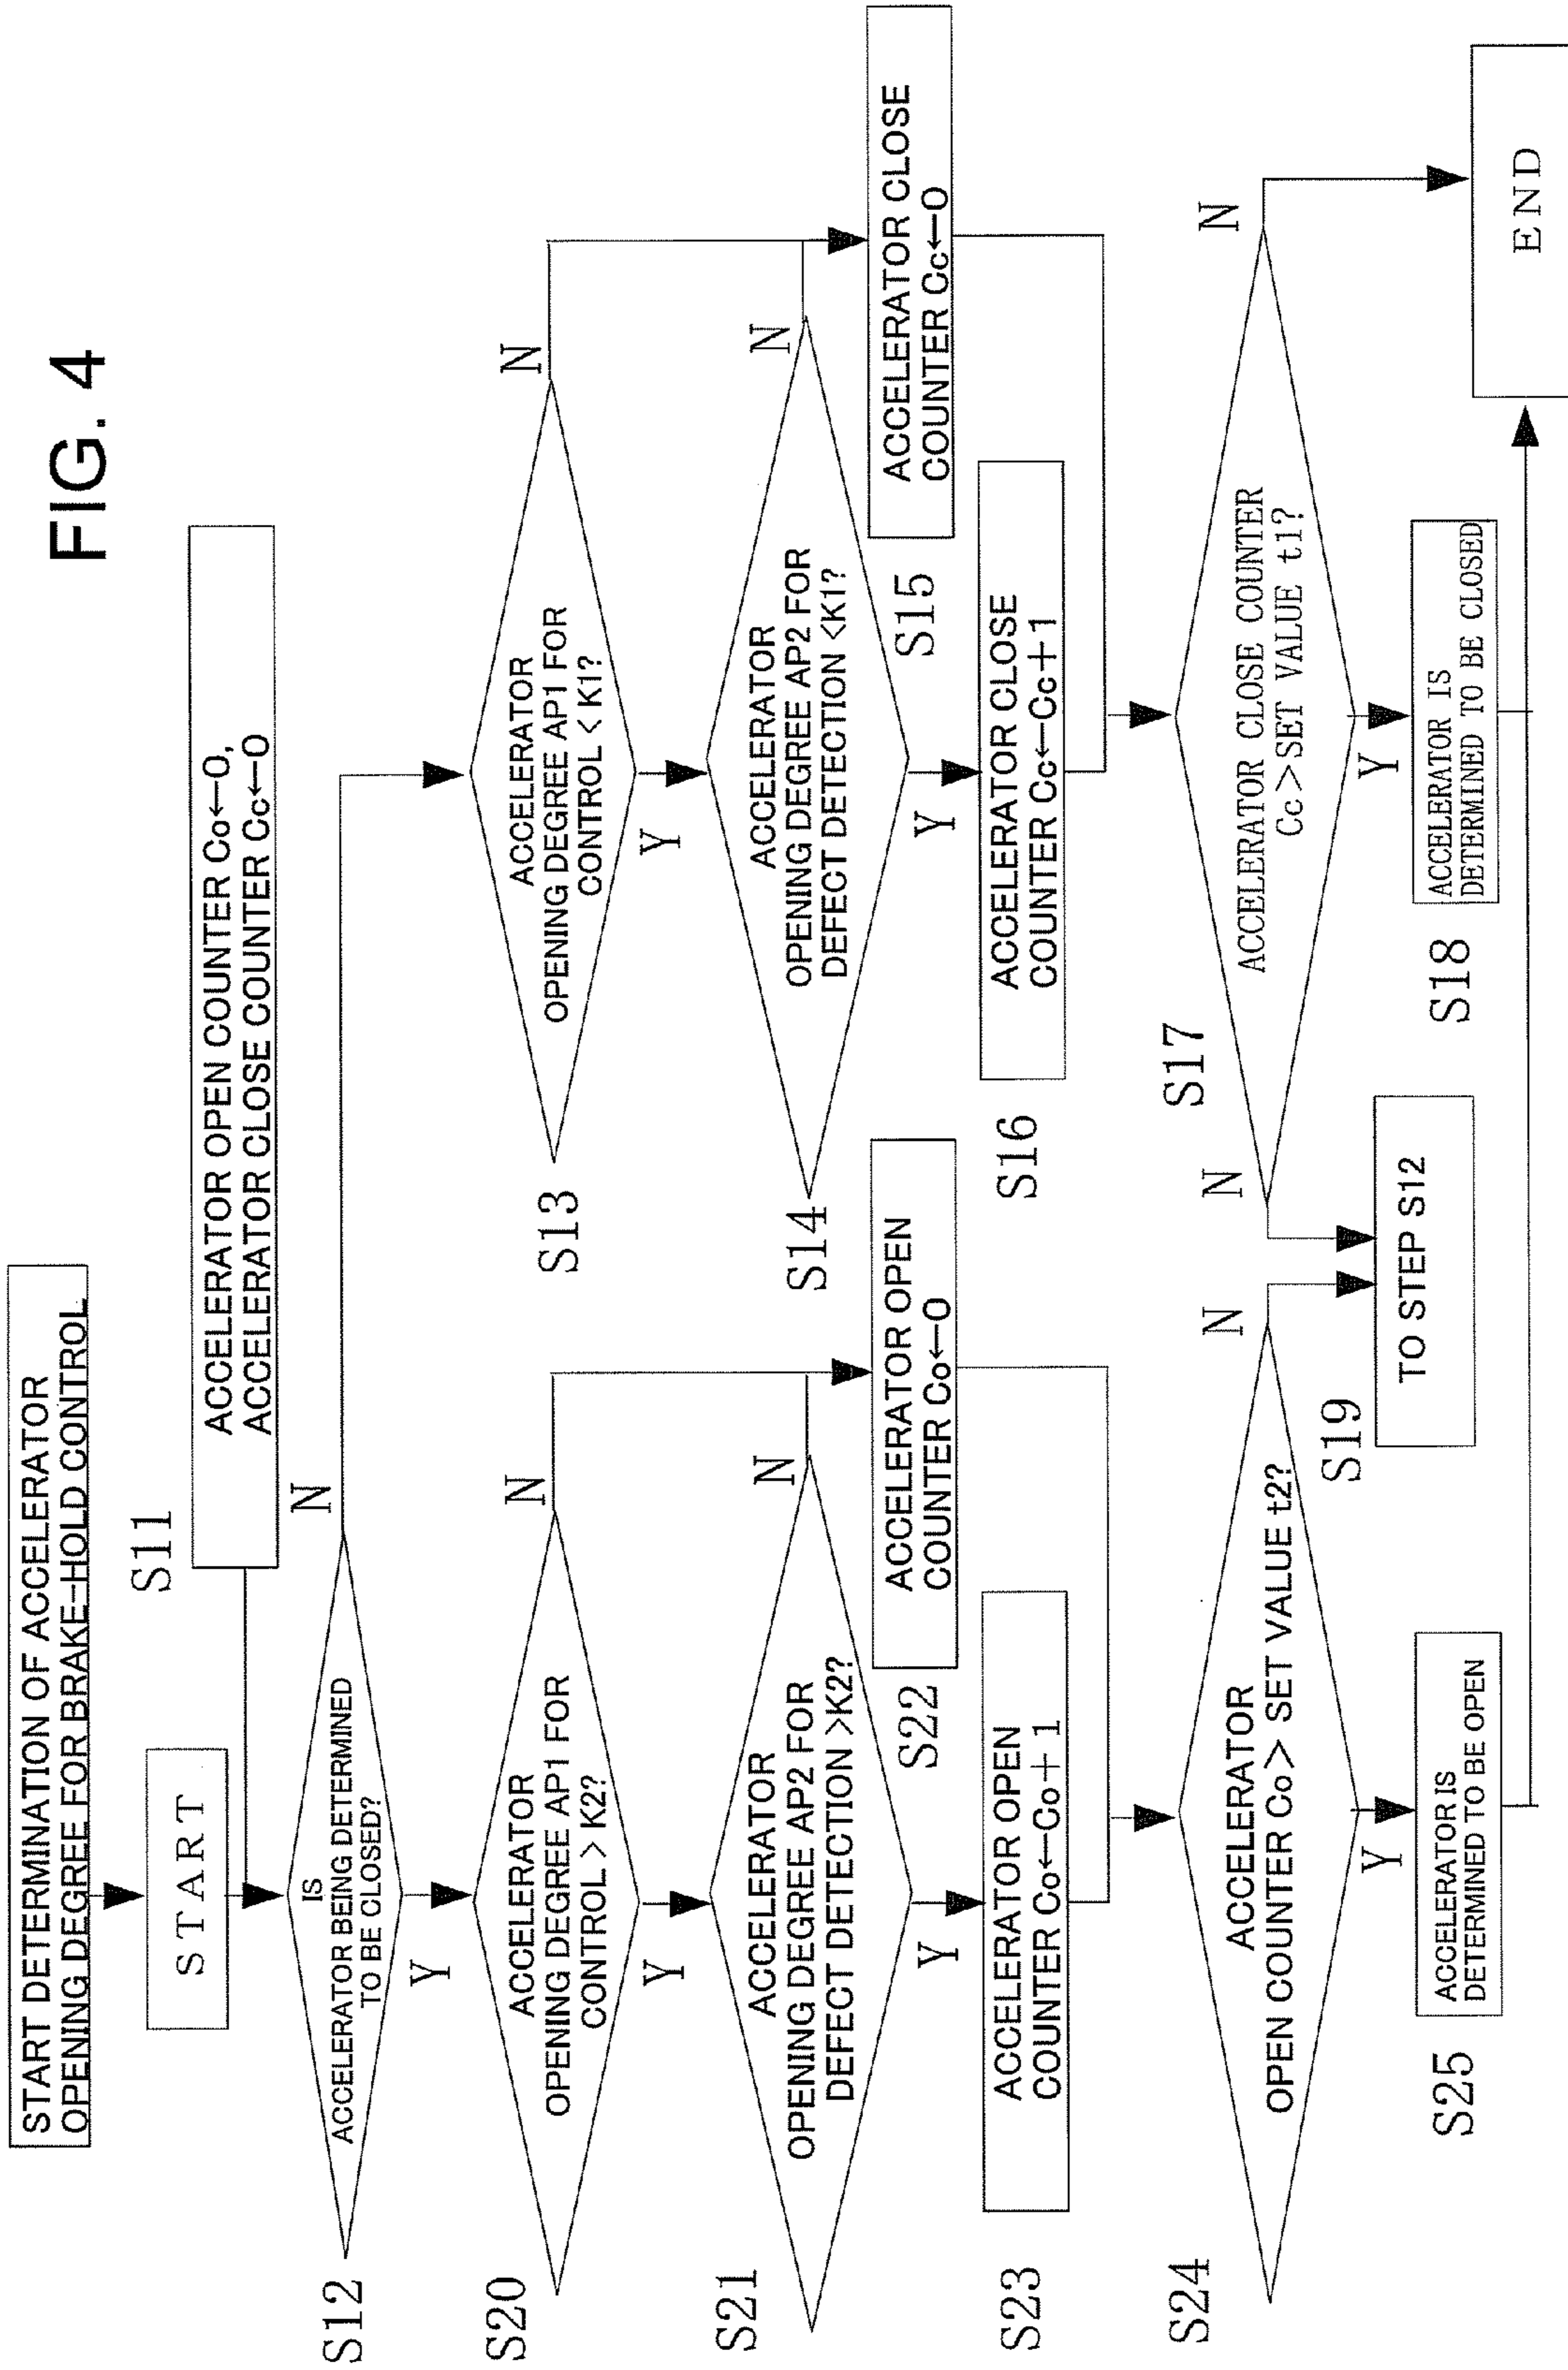 FIG. 4
START DETERMINATION OF ACCELERATOR
OPENING DEGREE FOR BRAKE-HOLD CONTROL
START
S11
ACCELERATOR OPEN COUNTER Co←0,
ACCELERATOR CLOSE COUNTER Cc←0
S12
IS
ACCELERATOR BEING DETERMINED
TO BE CLOSED?
N
Y
S20
ACCELERATOR
OPENING DEGREE AP1 FOR
CONTROL > K2?
N
Y
S21
ACCELERATOR
OPENING DEGREE AP2 FOR
DEFECT DETECTION >K2?
N
Y
S22
ACCELERATOR OPEN
COUNTER Co←0
S23
ACCELERATOR OPEN
COUNTER Co←Co+1
S24
ACCELERATOR
OPEN COUNTER Co> SET VALUE t2?
N
Y
S25
ACCELERATOR IS
DETERMINED TO BE OPEN
S13
ACCELERATOR
OPENING DEGREE AP1 FOR
CONTROL < K1?
N
Y
S14
ACCELERATOR
OPENING DEGREE AP2 FOR
DEFECT DETECTION <K1?
N
Y
S15
ACCELERATOR CLOSE
COUNTER Cc←0
S16
ACCELERATOR CLOSE
COUNTER Cc←Cc+1
S17
ACCELERATOR CLOSE COUNTER
Cc>SET VALUE t1?
N
N
Y
S18
ACCELERATOR IS
DETERMINED TO BE CLOSED
S19
TO STEP S12
END